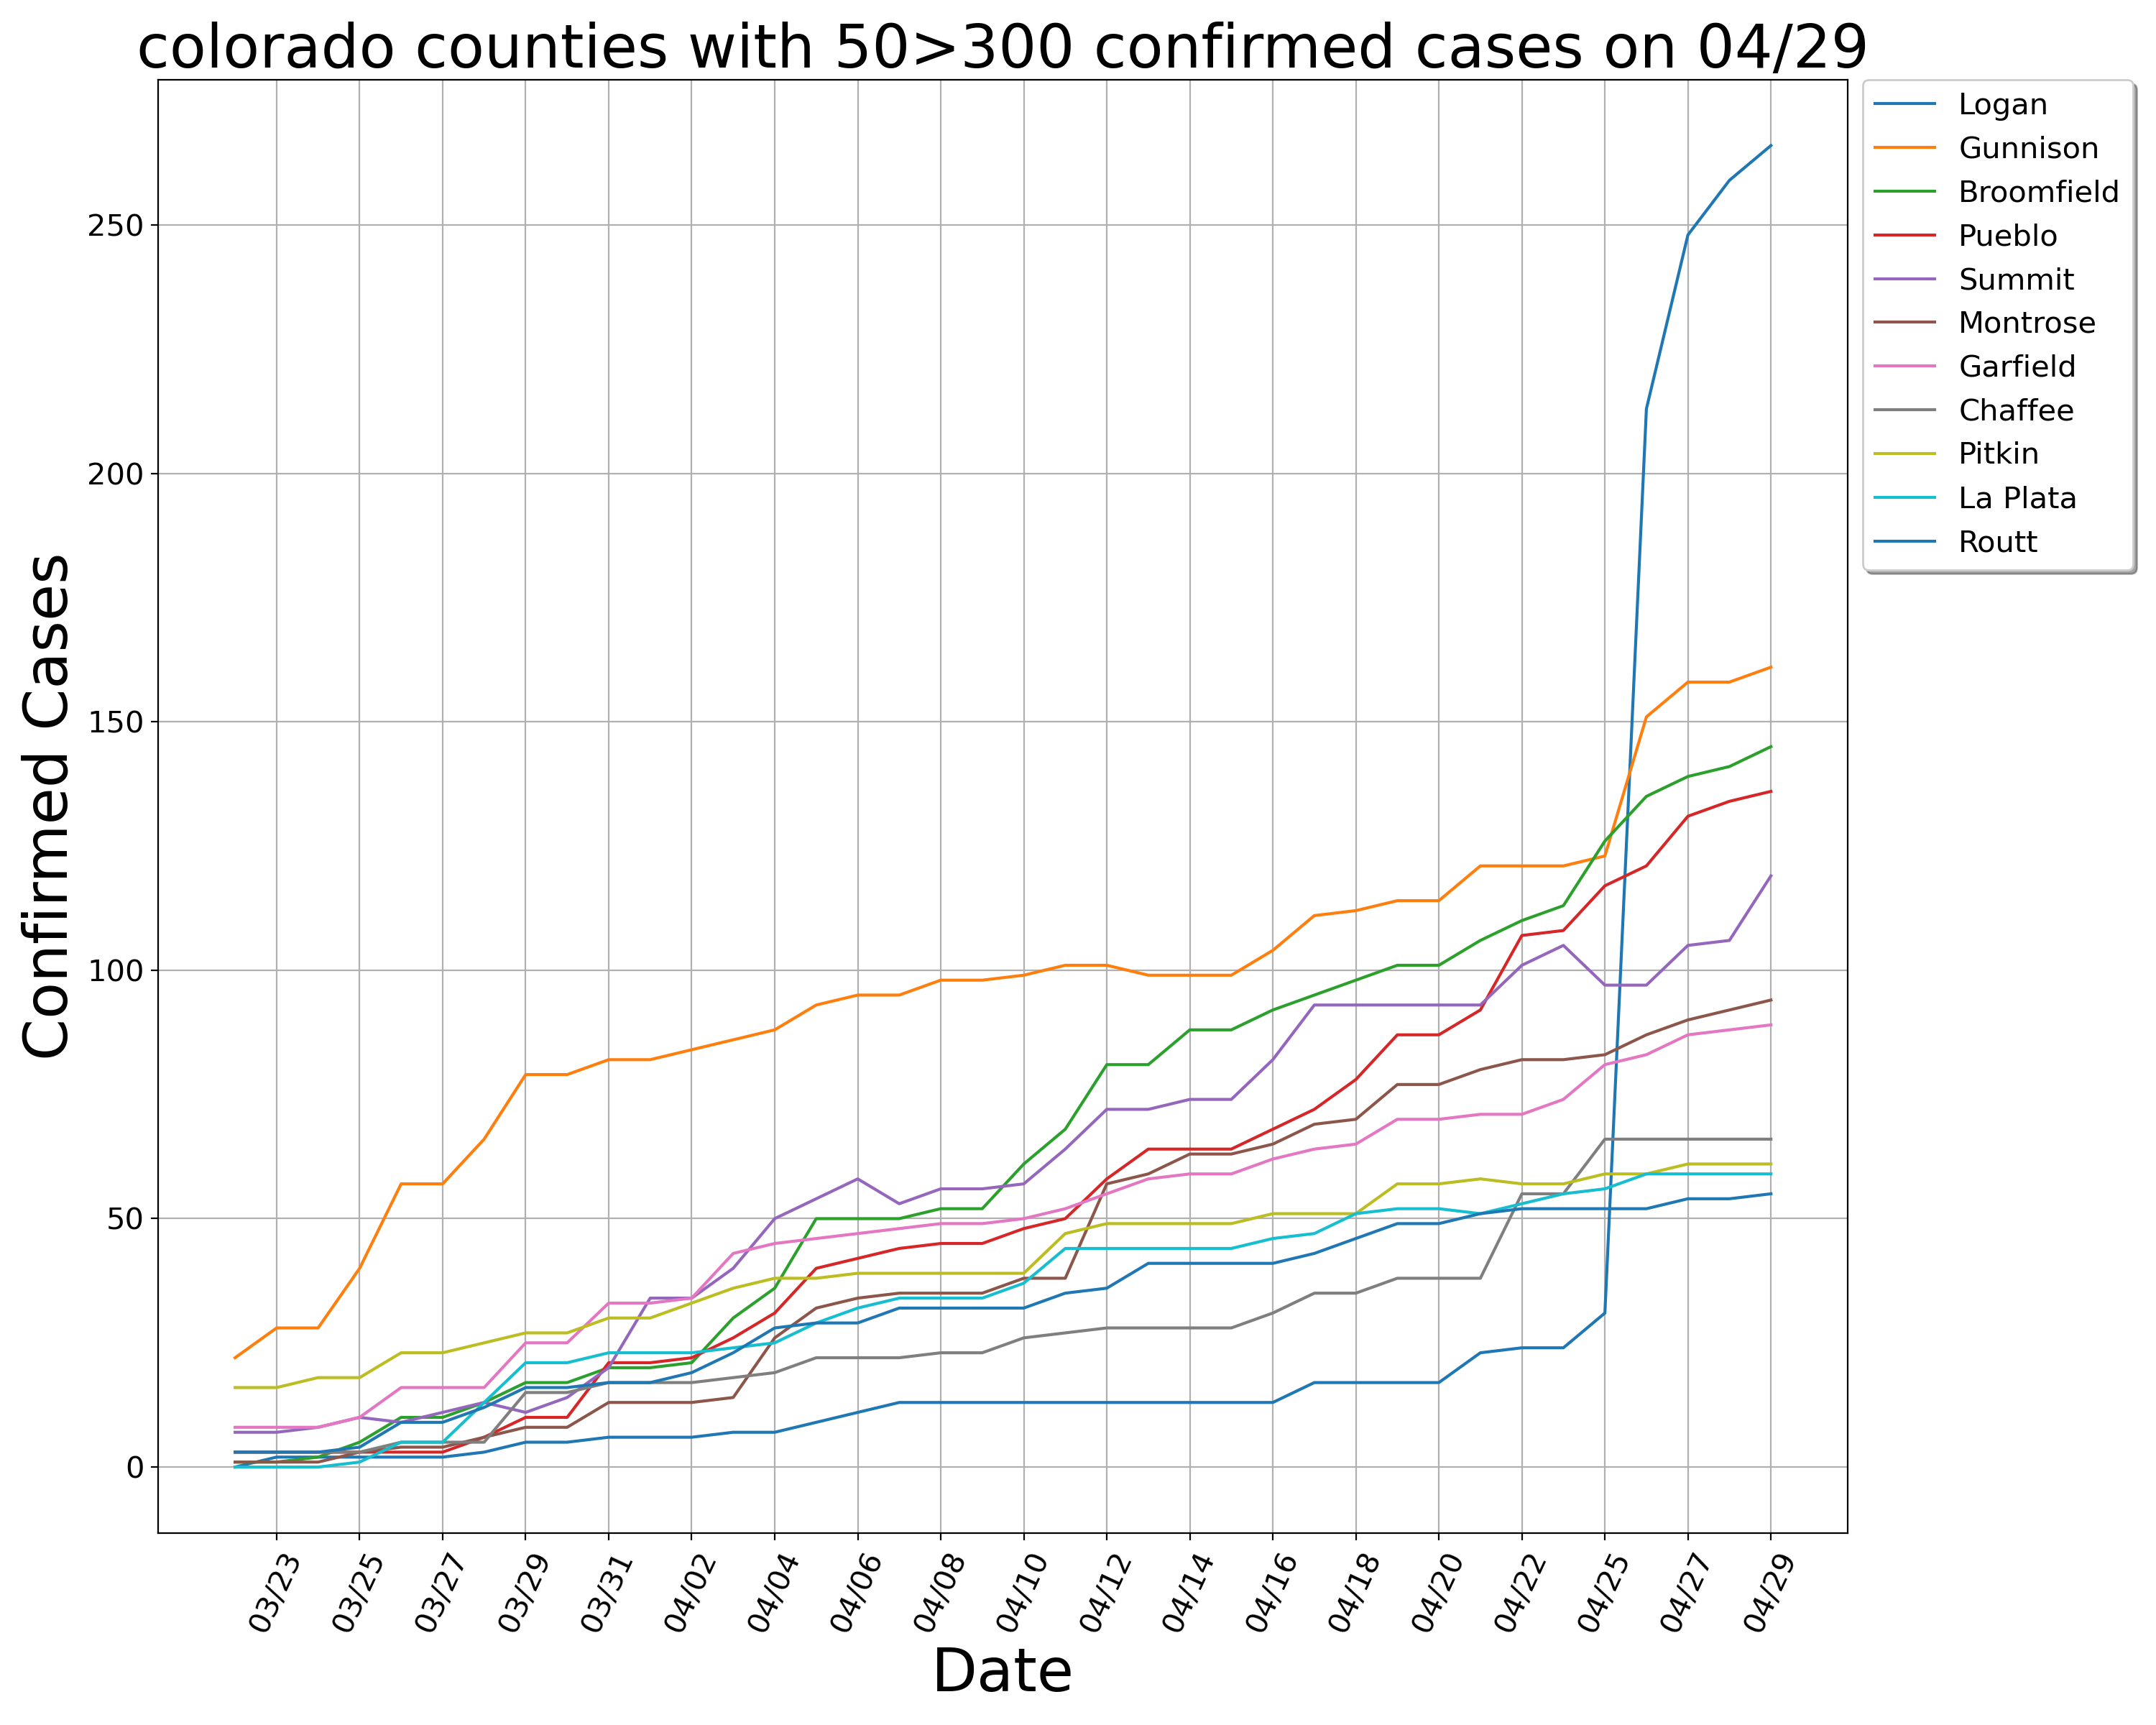 colorado counties with 50>300 confirmed cases on 04/29
Logan
Gunnison
Broomfield
Pueblo
Summit
Montrose
Garfield
Chaffee
Pitkin
La Plata
Routt
Confirmed Cases
250
200
150
100
50
0
03/23 03/25 03/27 03/29 03/31 04/02 04/04 04/06 04/08 04/10 04/12 04/14 04/16 04/18 04/20 04/22 04/25 04/27 04/29
Date